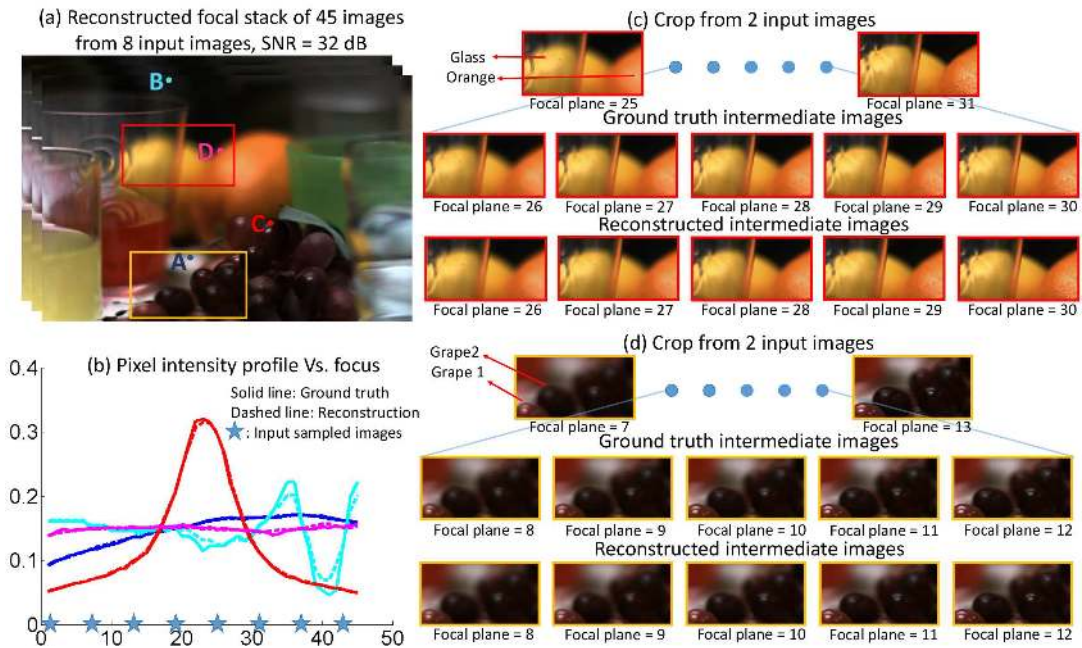 (a) Reconstructed focal stack of 45 images
from 8 input images, SNR = 32 dB
B
D
C
A
(b) Pixel intensity profile Vs. focus
Solid line: Ground truth
Dashed line: Reconstruction
: Input sampled images
0.4
0.3
0.2
0.1
0
0
10
20
30
40
50
(c) Crop from 2 input images
Glass
Orange
Focal plane = 25
Focal plane = 31
Ground truth intermediate images
Focal plane = 26
Focal plane = 27
Focal plane = 28
Focal plane = 29
Focal plane = 30
Reconstructed intermediate images
Focal plane = 26
Focal plane = 27
Focal plane = 28
Focal plane = 29
Focal plane = 30
(d) Crop from 2 input images
Grape2
Grape 1
Focal plane = 7
Focal plane = 13
Ground truth intermediate images
Focal plane = 8
Focal plane = 9
Focal plane = 10
Focal plane = 11
Focal plane = 12
Reconstructed intermediate images
Focal plane = 8
Focal plane = 9
Focal plane = 10
Focal plane = 11
Focal plane = 12